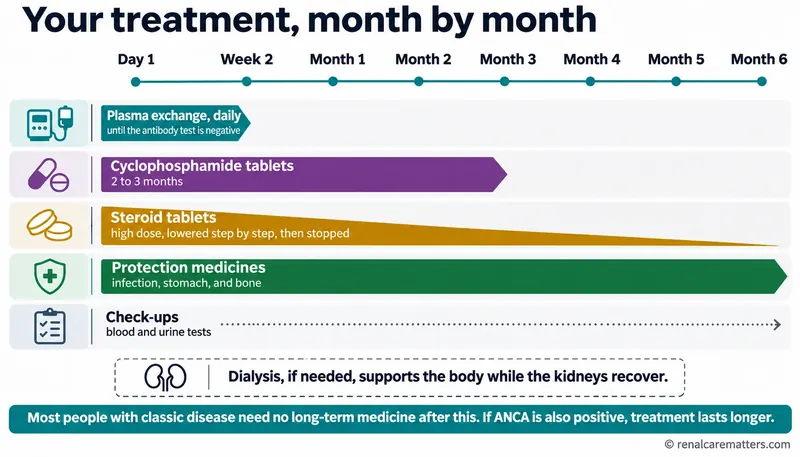 Your treatment, month by month
Day 1 Week 2 Month 1 Month 2 Month 3 Month 4 Month 5 Month 6
Plasma exchange, daily
until the antibody test is negative
Cyclophosphamide tablets
2 to 3 months
Steroid tablets
high dose, lowered step by step, then stopped
Protection medicines
infection, stomach, and bone
Check-ups
blood and urine tests
Dialysis, if needed, supports the body while the kidneys recover.
Most people with classic disease need no long-term medicine after this. If ANCA is also positive, treatment lasts longer.
© renalcarematters.com